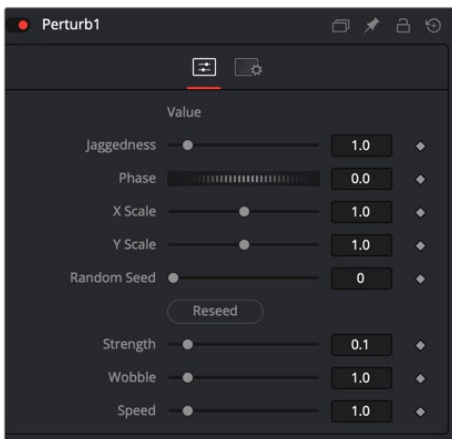 Perturb1
Value
Jaggedness 1.0
Phase 0.0
X Scale 1.0
Y Scale 1.0
Random Seed 0
Reseed
Strength 0.1
Wobble 1.0
Speed 1.0